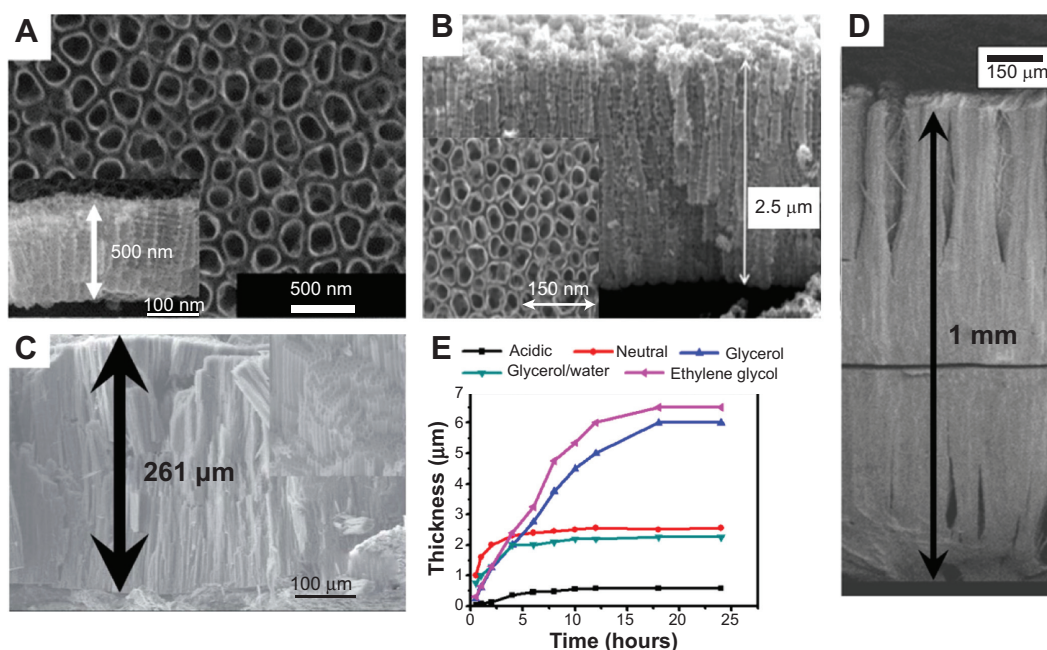 A
500 nm
100 nm
500 nm
B
2.5 μm
150 nm
C
261 μm
100 μm
D
150 μm
1 mm
E
Acidic Neutral Glycerol
Glycerol/water Ethylene glycol
Thickness (μm)
7
6
5
4
3
2
1
0
0 5 10 15 20 25
Time (hours)